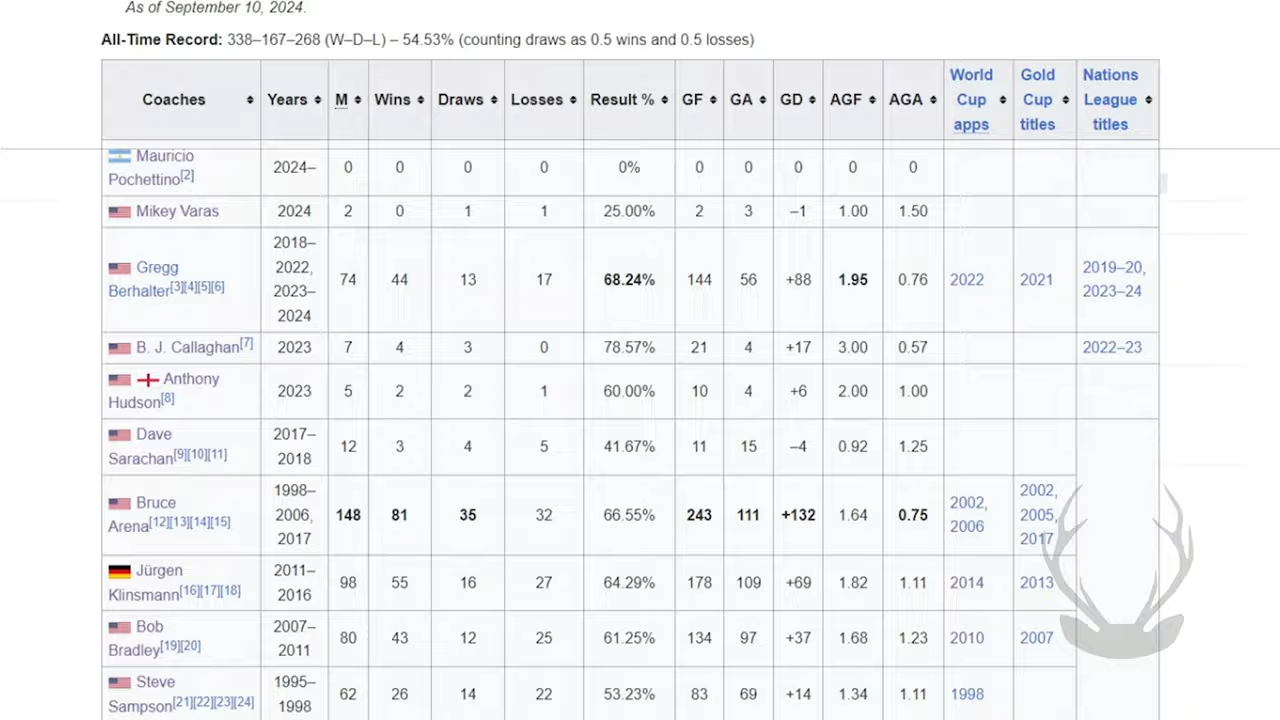 As of September 10, 2024.
All-Time Record: 338–167–268 (W–D–L) – 54.53% (counting draws as 0.5 wins and 0.5 losses)
Coaches Years M Wins Draws Losses Result % GF GA GD AGF AGA World Cup apps Gold Cup titles Nations League titles
Mauricio Pochettino[2] 2024– 0 0 0 0 0% 0 0 0 0 0
Mikey Varas 2024 2 0 1 1 25.00% 2 3 –1 1.00 1.50
Gregg Berhalter[3][4][5][6] 2018–2022, 2023–2024 74 44 13 17 68.24% 144 56 +88 1.95 0.76 2022 2021 2019–20, 2023–24
B. J. Callaghan[7] 2023 7 4 3 0 78.57% 21 4 +17 3.00 0.57 2022–23
Anthony Hudson[8] 2023 5 2 2 1 60.00% 10 4 +6 2.00 1.00
Dave Sarachan[9][10][11] 2017–2018 12 3 4 5 41.67% 11 15 –4 0.92 1.25
Bruce Arena[12][13][14][15] 1998–2006, 2017 148 81 35 32 66.55% 243 111 +132 1.64 0.75 2002, 2006 2002, 2005, 2017
Jürgen Klinsmann[16][17][18] 2011–2016 98 55 16 27 64.29% 178 109 +69 1.82 1.11 2014 2013
Bob Bradley[19][20] 2007–2011 80 43 12 25 61.25% 134 97 +37 1.68 1.23 2010 2007
Steve Sampson[21][22][23][24] 1995–1998 62 26 14 22 53.23% 83 69 +14 1.34 1.11 1998